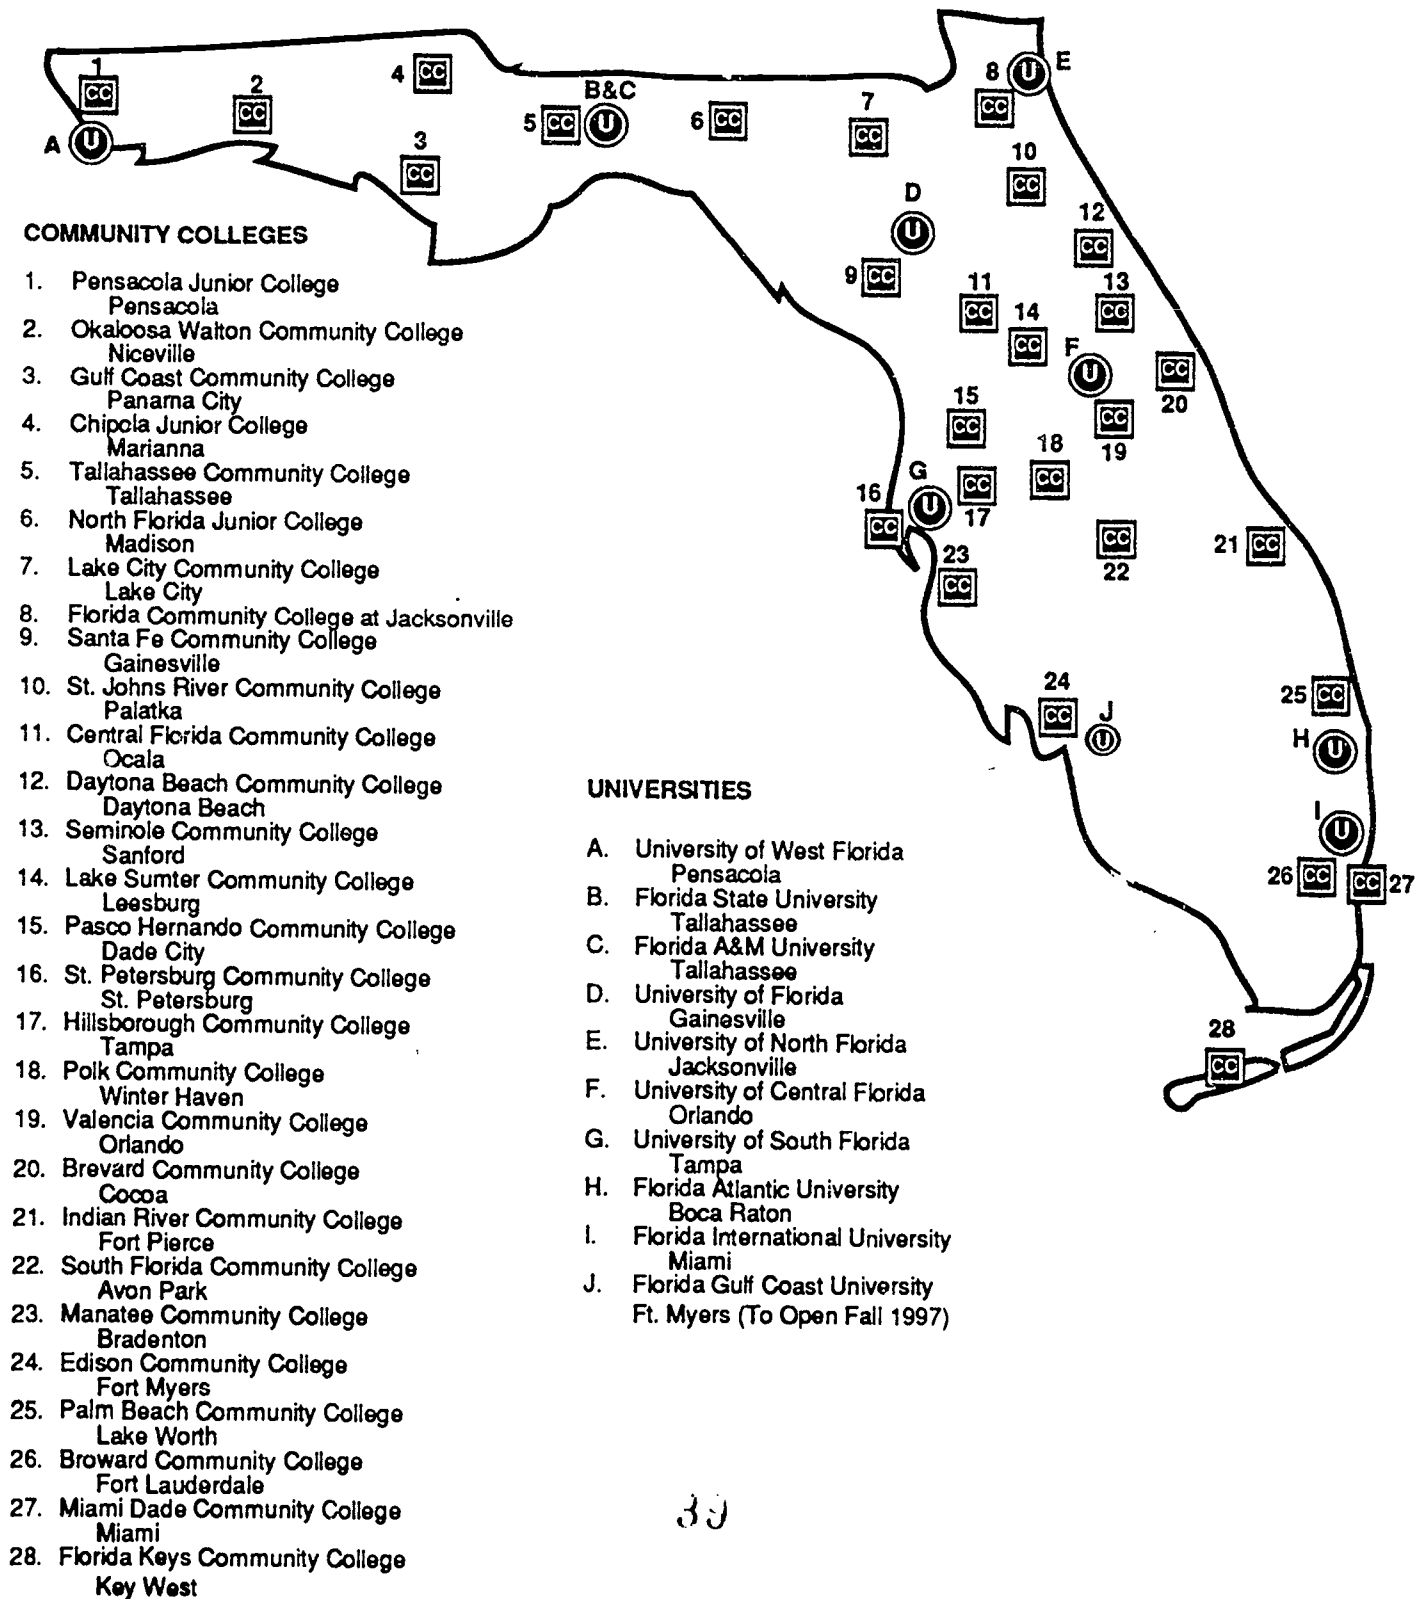 1
CC
2
CC
4 CC
3
CC
A U
5 CC
B&C
U
6 CC
7
CC
8
CC
U E
10
CC
D
U
12
CC
9 CC
11
CC
13
CC
14
CC
F
U
CC
20
15
CC
CC
19
18
CC
G
U
16
CC
CC
17
CC
22
21 CC
23
CC
24
CC
J
U
25 CC
H U
I
U
26 CC
CC 27
28
CC
COMMUNITY COLLEGES
1. Pensacola Junior College
Pensacola
2. Okaloosa Walton Community College
Niceville
3. Gulf Coast Community College
Panama City
4. Chipola Junior College
Marianna
5. Tallahassee Community College
Tallahassee
6. North Florida Junior College
Madison
7. Lake City Community College
Lake City
8. Florida Community College at Jacksonville
9. Santa Fe Community College
Gainesville
10. St. Johns River Community College
Palatka
11. Central Florida Community College
Ocala
12. Daytona Beach Community College
Daytona Beach
13. Seminole Community College
Sanford
14. Lake Sumter Community College
Leesburg
15. Pasco Hernando Community College
Dade City
16. St. Petersburg Community College
St. Petersburg
17. Hillsborough Community College
Tampa
18. Polk Community College
Winter Haven
19. Valencia Community College
Orlando
20. Brevard Community College
Cocoa
21. Indian River Community College
Fort Pierce
22. South Florida Community College
Avon Park
23. Manatee Community College
Bradenton
24. Edison Community College
Fort Myers
25. Palm Beach Community College
Lake Worth
26. Broward Community College
Fort Lauderdale
27. Miami Dade Community College
Miami
28. Florida Keys Community College
Key West
UNIVERSITIES
A. University of West Florida
Pensacola
B. Florida State University
Tallahassee
C. Florida A&M University
Tallahassee
D. University of Florida
Gainesville
E. University of North Florida
Jacksonville
F. University of Central Florida
Orlando
G. University of South Florida
Tampa
H. Florida Atlantic University
Boca Raton
I. Florida International University
Miami
J. Florida Gulf Coast University
Ft. Myers (To Open Fall 1997)